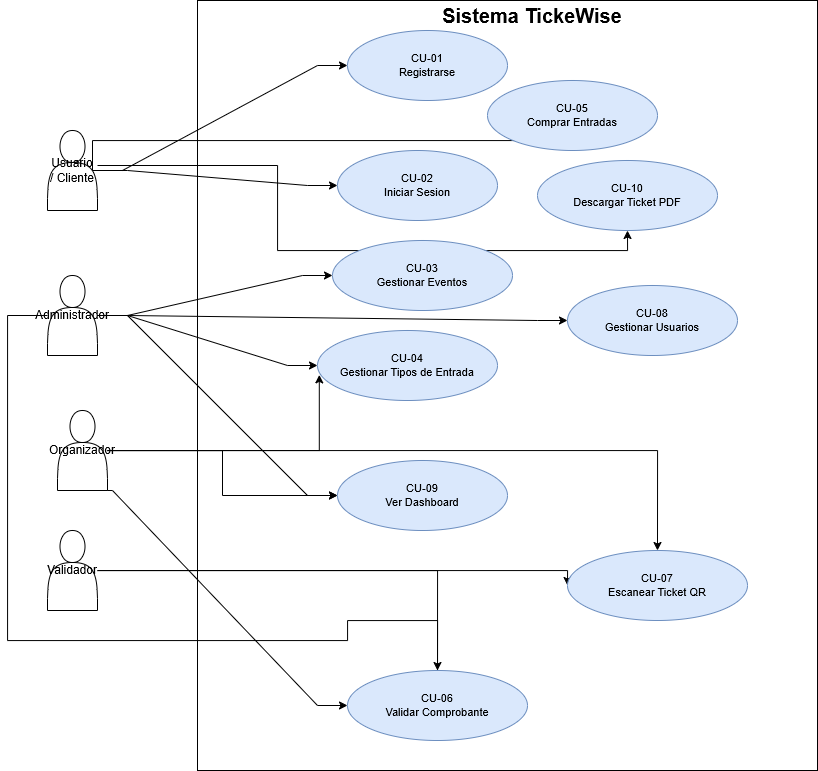 Sistema TickeWise
CU-01
Registrarse
CU-05
Comprar Entradas
Usuario
/ Cliente
CU-02
Iniciar Sesion
CU-10
Descargar Ticket PDF
CU-03
Gestionar Eventos
Administrador
CU-08
Gestionar Usuarios
CU-04
Gestionar Tipos de Entrada
Organizador
CU-09
Ver Dashboard
Validador
CU-07
Escanear Ticket QR
CU-06
Validar Comprobante